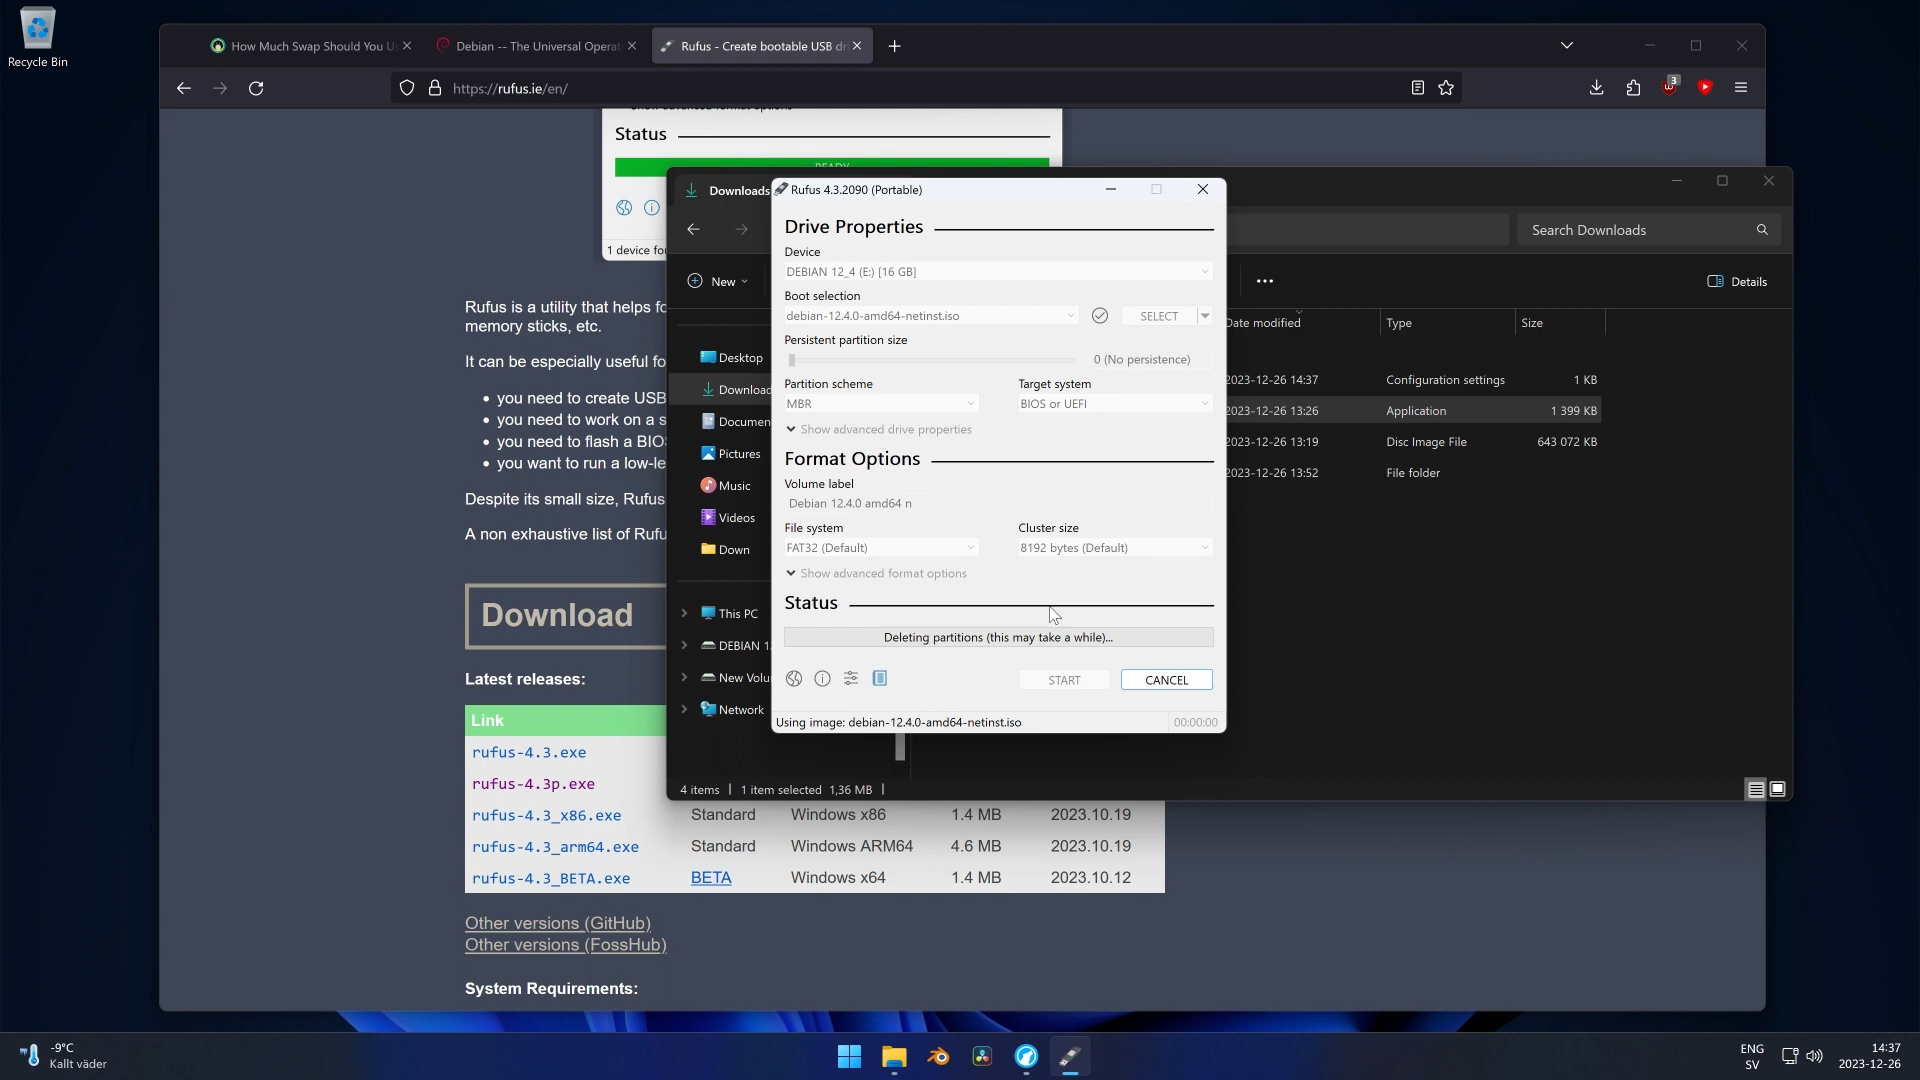 Recycle Bin
How Much Swap Should You U
Debian -- The Universal Operat
Rufus - Create bootable USB dr
https://rufus.ie/en/
3
Status
READY
1 device fo
Rufus is a utility that helps fo
memory sticks, etc.
It can be especially useful fo
you need to create USB
you need to work on a s
you need to flash a BIO
you want to run a low-le
Despite its small size, Rufus
A non exhaustive list of Rufu
Download
Latest releases:
Link
rufus-4.3.exe
rufus-4.3p.exe
rufus-4.3_x86.exe Standard Windows x86 1.4 MB 2023.10.19
rufus-4.3_arm64.exe Standard Windows ARM64 4.6 MB 2023.10.19
rufus-4.3_BETA.exe BETA Windows x64 1.4 MB 2023.10.12
Other versions (GitHub)
Other versions (FossHub)
System Requirements:
Downloads
Search Downloads
New
Details
Date modified Type Size
Desktop
Download
Documen
Pictures
Music
Videos
Down
This PC
DEBIAN 1
New Volu
Network
2023-12-26 14:37 Configuration settings 1 KB
2023-12-26 13:26 Application 1 399 KB
2023-12-26 13:19 Disc Image File 643 072 KB
2023-12-26 13:52 File folder
4 items 1 item selected 1,36 MB
Rufus 4.3.2090 (Portable)
Drive Properties
Device
DEBIAN 12_4 (E:) [16 GB]
Boot selection
debian-12.4.0-amd64-netinst.iso SELECT
Persistent partition size
0 (No persistence)
Partition scheme Target system
MBR BIOS or UEFI
Show advanced drive properties
Format Options
Volume label
Debian 12.4.0 amd64 n
File system Cluster size
FAT32 (Default) 8192 bytes (Default)
Show advanced format options
Status
Deleting partitions (this may take a while)...
START CANCEL
Using image: debian-12.4.0-amd64-netinst.iso 00:00:00
-9°C
Kallt väder
ENG
SV
14:37
2023-12-26